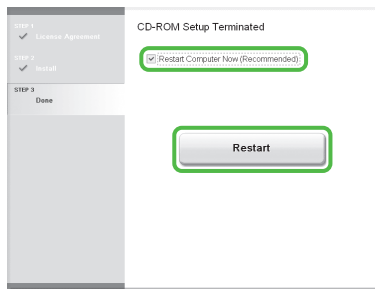 STEP 1
License Agreement
STEP 2
Install
STEP 3
Done
CD-ROM Setup Terminated
Restart Computer Now (Recommended):
Restart